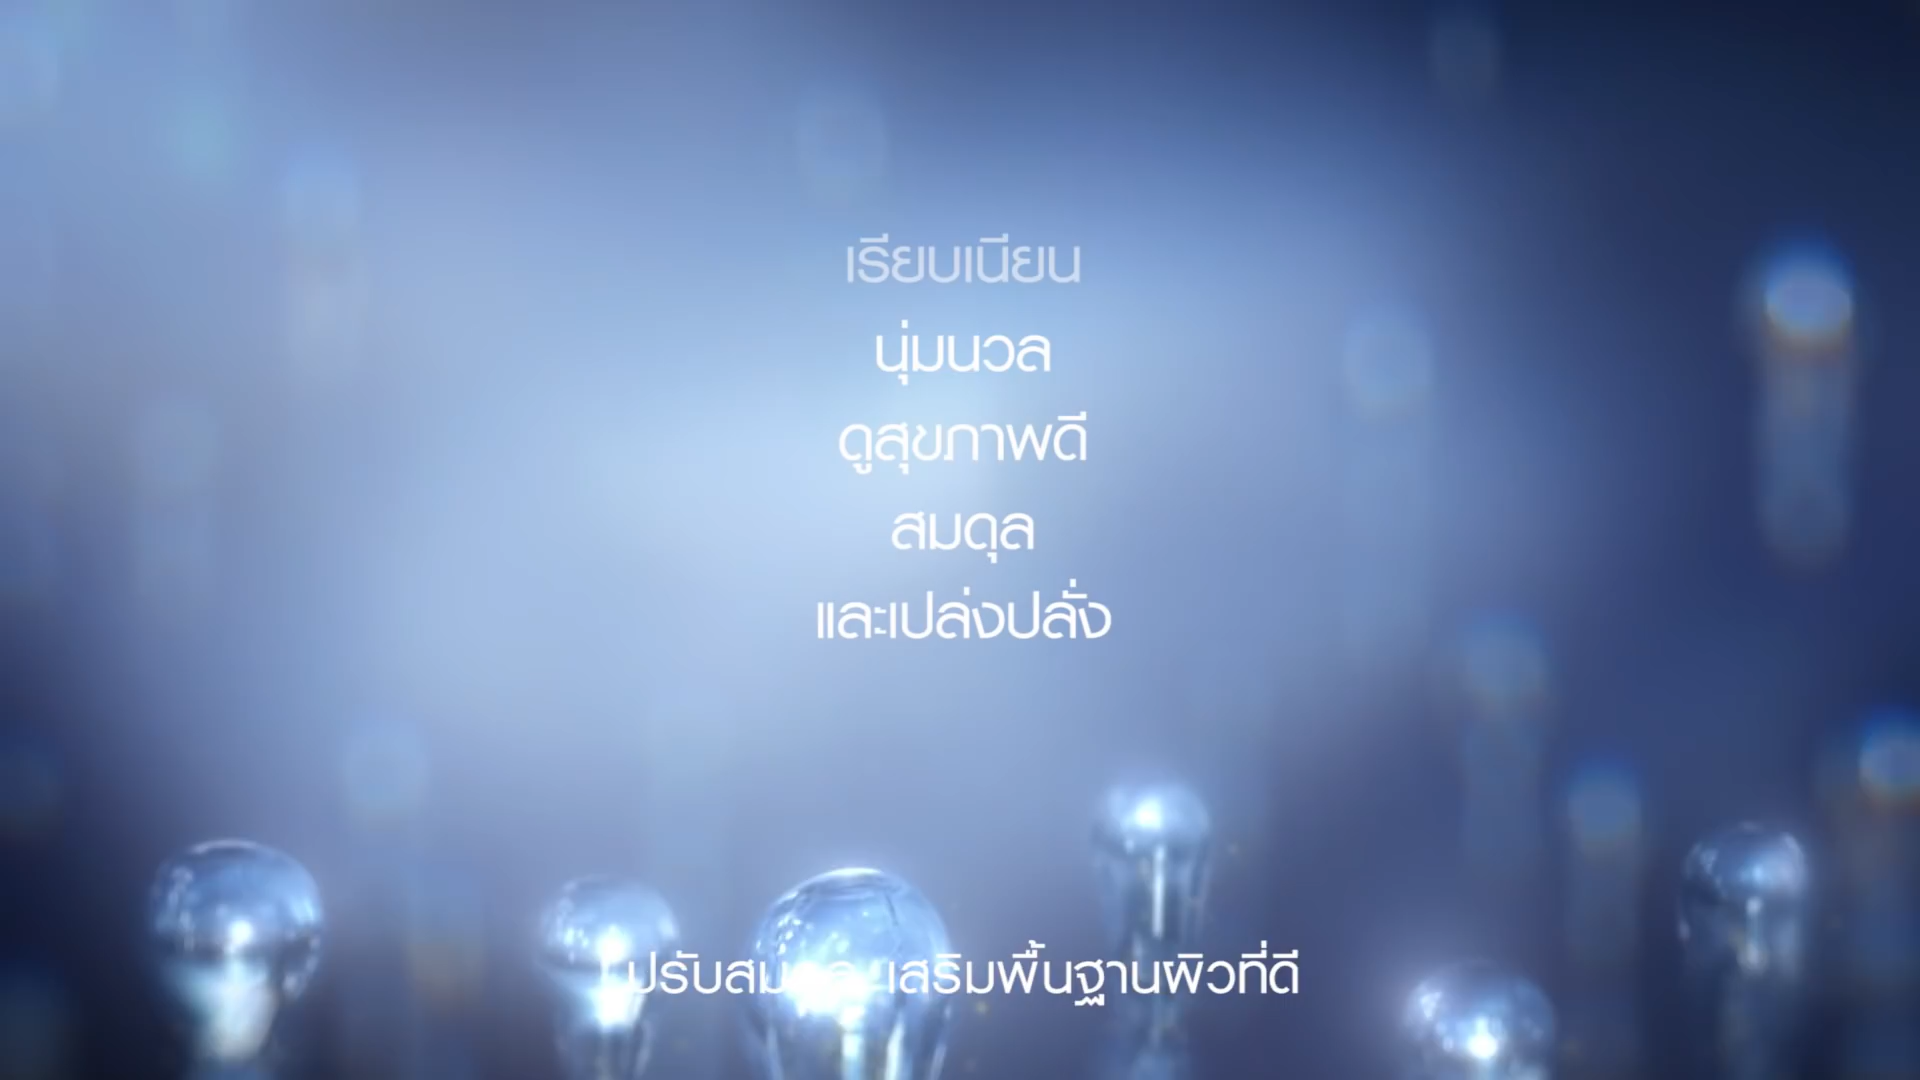 เรียบเนียน
นุ่มนวล
ดูสุขภาพดี
สมดุล
และเปล่งปลั่ง
ปรับสมดุล เสริมพื้นฐานผิวที่ดี